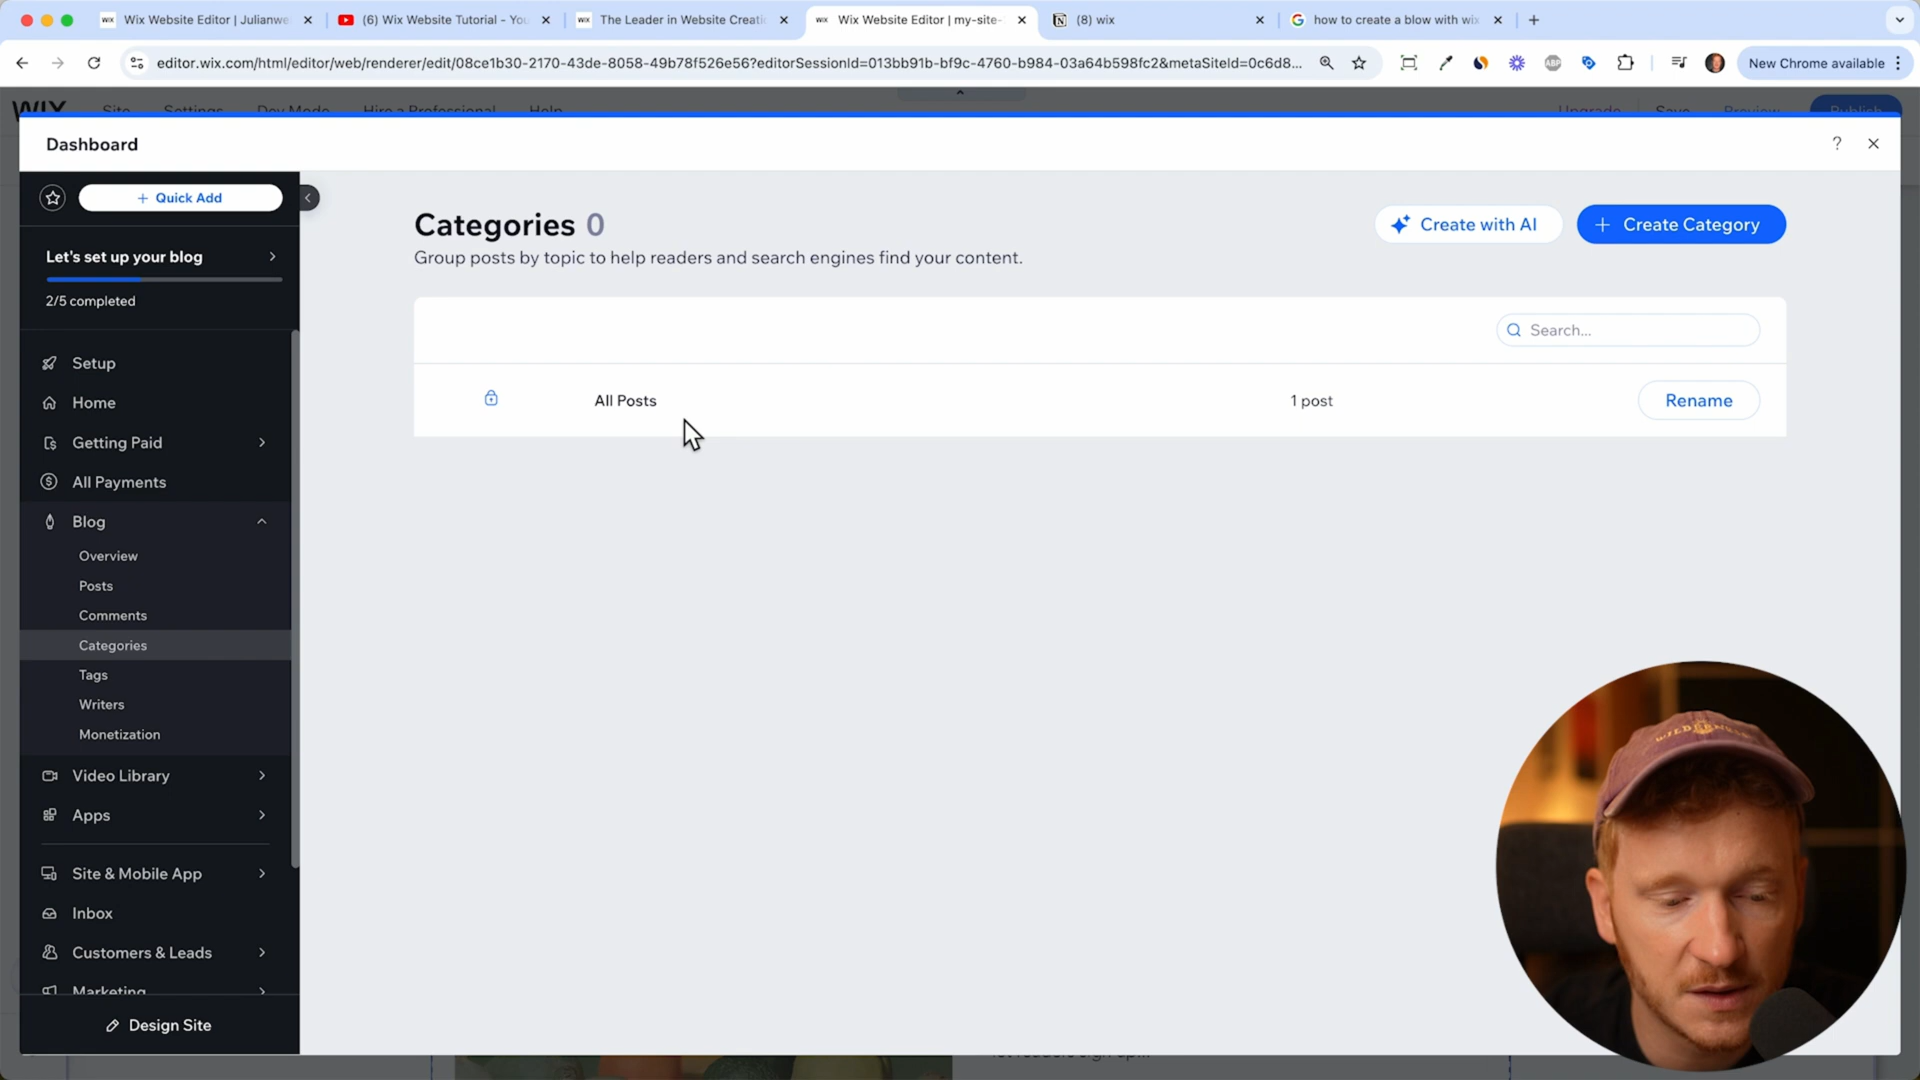 Wix Website Editor | Julianwe
(6) Wix Website Tutorial - You
The Leader in Website Creati
Wix Website Editor | my-site-
(8) wix
how to create a blow with wix
editor.wix.com/html/editor/web/renderer/edit/08ce1b30-2170-43de-8058-49b78f526e56?editorSessionId=013bb91b-bf9c-4760-b984-03a64b598fc2&metaSiteId=0c6d8...
ABP
New Chrome available
WIX
Site
Settings
Dev Mode
Hire a Professional
Help
Upgrade
Save
Preview
Publish
Dashboard
?
+ Quick Add
Let's set up your blog
2/5 completed
Setup
Home
Getting Paid
All Payments
Blog
Overview
Posts
Comments
Categories
Tags
Writers
Monetization
Video Library
Apps
Site & Mobile App
Inbox
Customers & Leads
Marketing
Design Site
Categories 0
Group posts by topic to help readers and search engines find your content.
Create with AI
+ Create Category
Search...
All Posts
1 post
Rename